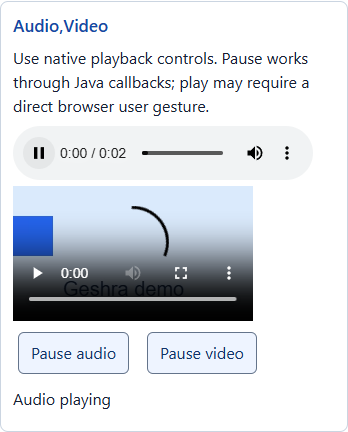 Audio,Video
Use native playback controls. Pause works
through Java callbacks; play may require a
direct browser user gesture.
0:00 / 0:02
0:00
Geshra demo
Pause audio
Pause video
Audio playing